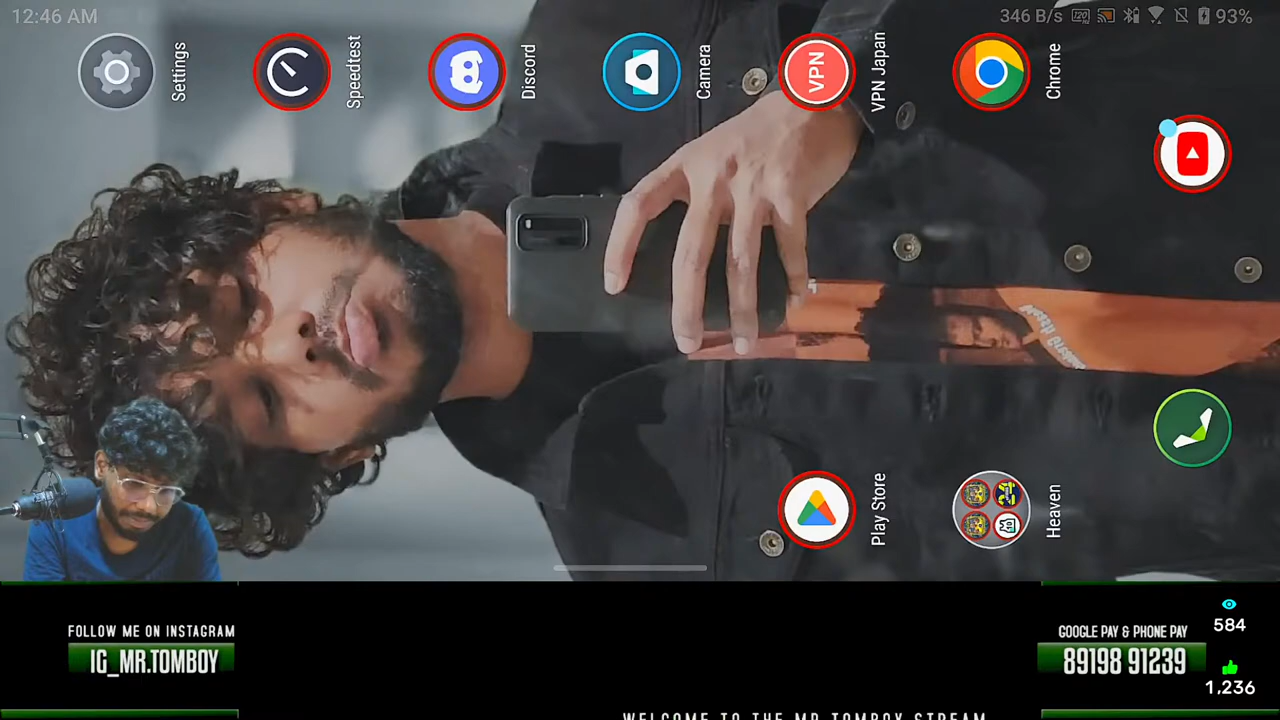 12:46 AM
346 B/s
120
93%
Settings
Speedtest
Discord
Camera
VPN
VPN Japan
Chrome
Play Store
Heaven
FOLLOW ME ON INSTAGRAM
IG_MR.TOMBOY
GOOGLE PAY & PHONE PAY
89198 91239
584
1,236
WELCOME TO THE MR TOMBOY STREAM